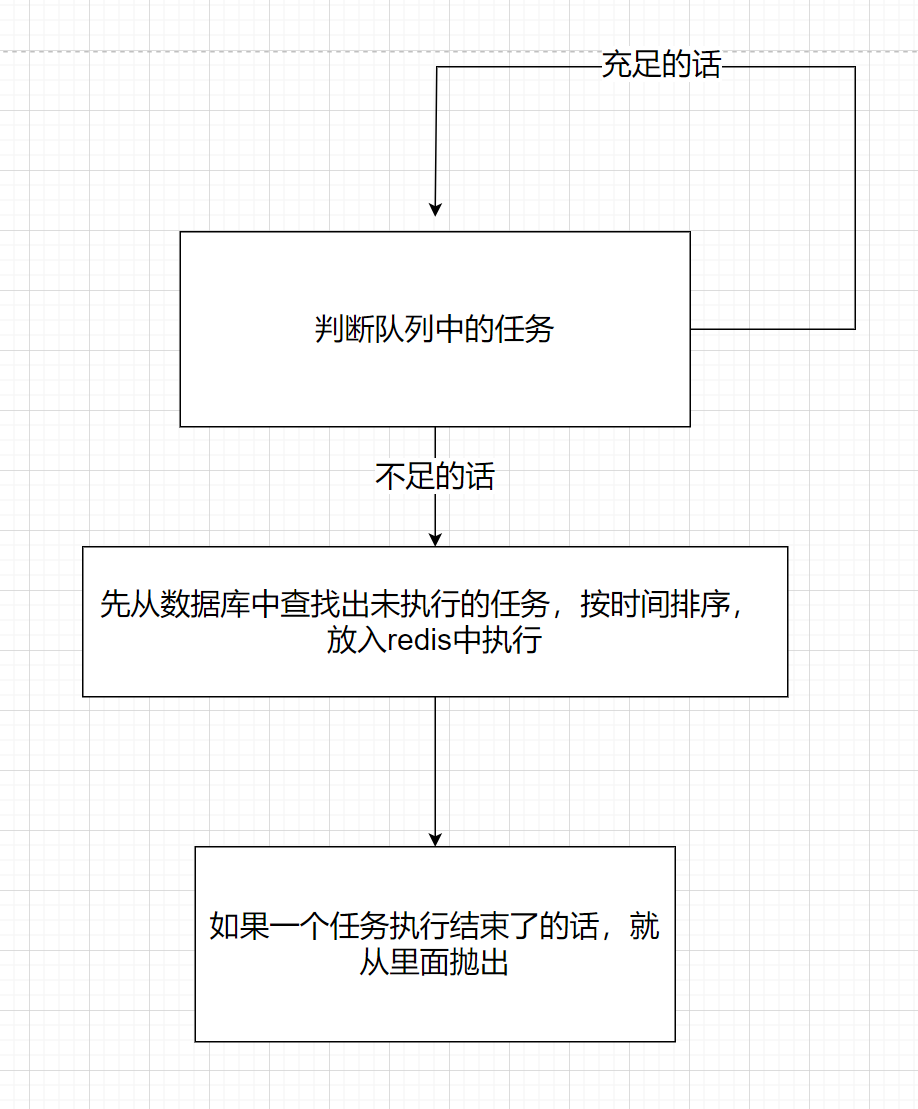 充足的话
判断队列中的任务
不足的话
先从数据库中查找出未执行的任务，按时间排序，
放入redis中执行
如果一个任务执行结束了的话，就
从里面抛出